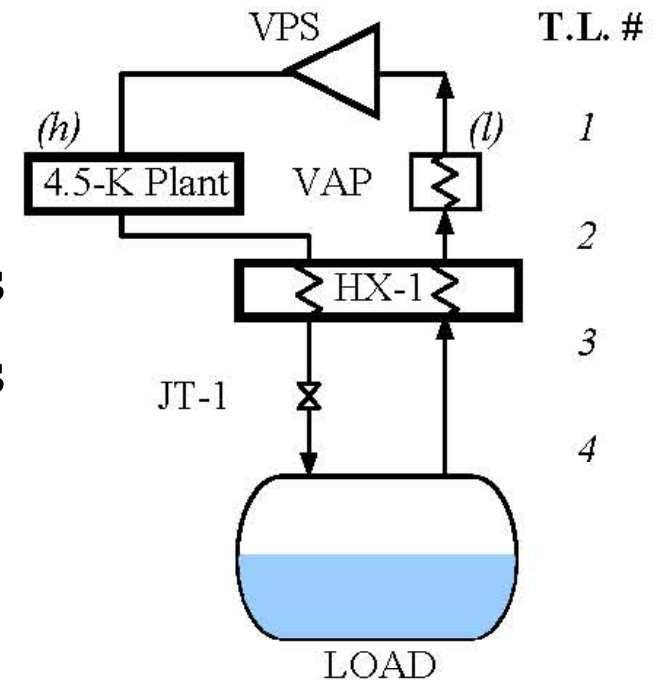 VPS
T.L. #
(h)
(l)
1
4.5-K Plant
VAP
2
s
HX-1
3
s
JT-1
4
LOAD